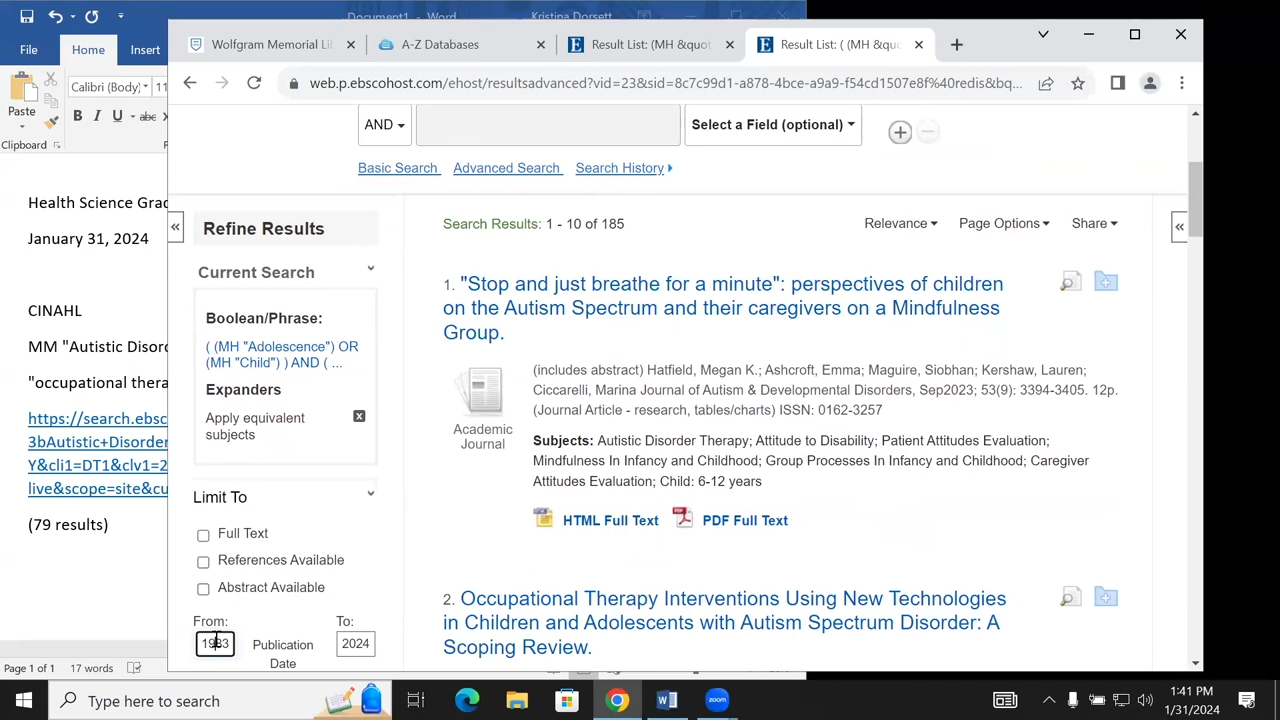 Document1 - Word
Kristina Dorsett
File
Home
Insert
Paste
Calibri (Body)
11
B
I
U
abc
Clipboard
Health Science Grad
January 31, 2024
CINAHL
MM "Autistic Disord
"occupational thera
https://search.ebsc
3bAutistic+Disorder
Y&cli1=DT1&clv1=2
live&scope=site&cu
(79 results)
Page 1 of 1
17 words
Wolfgram Memorial Li
A-Z Databases
Result List: (MH &quot
Result List: ( (MH &quo
web.p.ebscohost.com/ehost/resultsadvanced?vid=23&sid=8c7c99d1-a878-4bce-a9a9-f54cd1507e8f%40redis&bq...
AND
Select a Field (optional)
Basic Search
Advanced Search
Search History
Refine Results
Current Search
Boolean/Phrase:
( (MH "Adolescence") OR
(MH "Child") ) AND ( ...
Expanders
Apply equivalent
subjects
Limit To
Full Text
References Available
Abstract Available
From:
To:
1983
Publication
Date
2024
Search Results: 1 - 10 of 185
Relevance
Page Options
Share
1. "Stop and just breathe for a minute": perspectives of children
on the Autism Spectrum and their caregivers on a Mindfulness
Group.
(includes abstract) Hatfield, Megan K.; Ashcroft, Emma; Maguire, Siobhan; Kershaw, Lauren;
Ciccarelli, Marina Journal of Autism & Developmental Disorders, Sep2023; 53(9): 3394-3405. 12p.
(Journal Article - research, tables/charts) ISSN: 0162-3257
Academic
Journal
Subjects: Autistic Disorder Therapy; Attitude to Disability; Patient Attitudes Evaluation;
Mindfulness In Infancy and Childhood; Group Processes In Infancy and Childhood; Caregiver
Attitudes Evaluation; Child: 6-12 years
HTML Full Text
PDF Full Text
2. Occupational Therapy Interventions Using New Technologies
in Children and Adolescents with Autism Spectrum Disorder: A
Scoping Review.
Type here to search
zoom
1:41 PM
1/31/2024